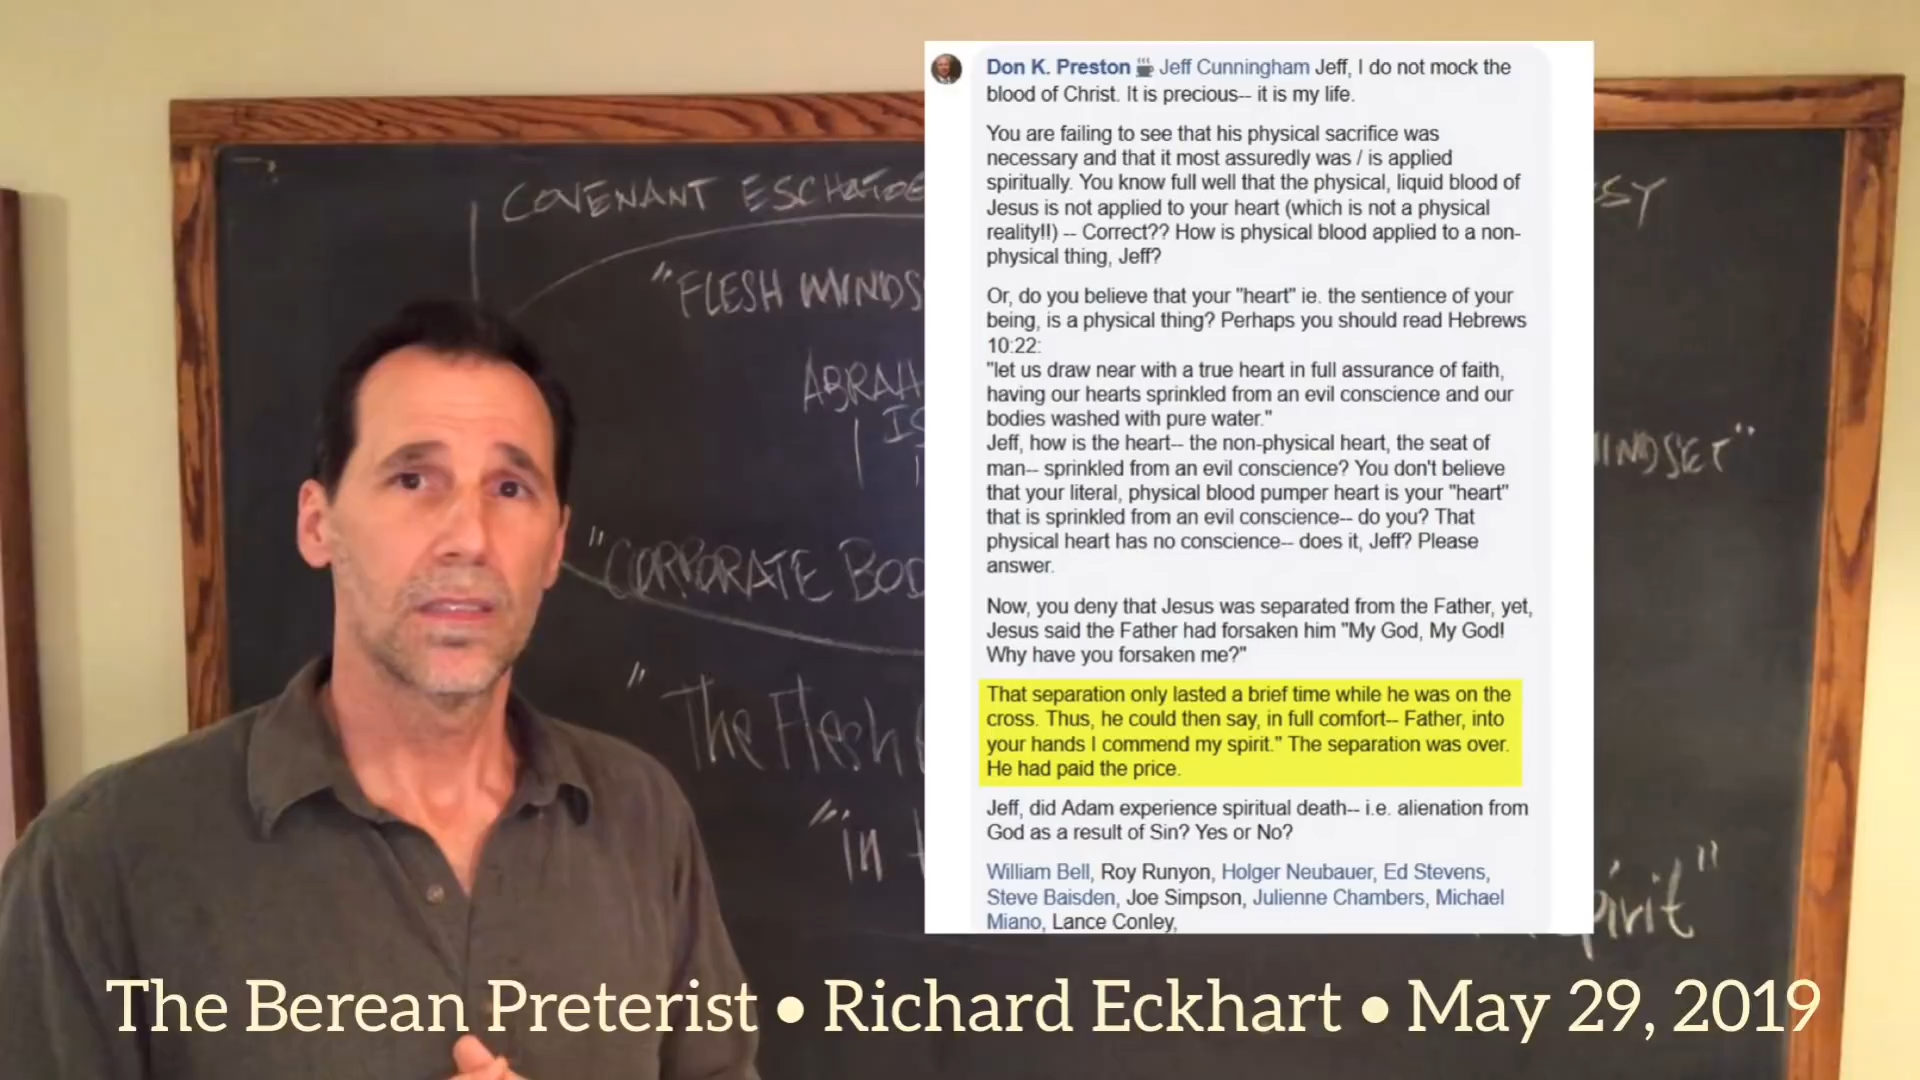 Don K. Preston Jeff Cunningham Jeff, I do not mock the
blood of Christ. It is precious-- it is my life.
You are failing to see that his physical sacrifice was
necessary and that it most assuredly was / is applied
spiritually. You know full well that the physical, liquid blood of
Jesus is not applied to your heart (which is not a physical
reality!!) -- Correct?? How is physical blood applied to a non-
physical thing, Jeff?
Or, do you believe that your "heart" ie. the sentience of your
being, is a physical thing? Perhaps you should read Hebrews
10:22:
"let us draw near with a true heart in full assurance of faith,
having our hearts sprinkled from an evil conscience and our
bodies washed with pure water."
Jeff, how is the heart-- the non-physical heart, the seat of
man-- sprinkled from an evil conscience? You don't believe
that your literal, physical blood pumper heart is your "heart"
that is sprinkled from an evil conscience-- do you? That
physical heart has no conscience-- does it, Jeff? Please
answer.
Now, you deny that Jesus was separated from the Father, yet,
Jesus said the Father had forsaken him "My God, My God!
Why have you forsaken me?"
That separation only lasted a brief time while he was on the
cross. Thus, he could then say, in full comfort-- Father, into
your hands I commend my spirit." The separation was over.
He had paid the price.
Jeff, did Adam experience spiritual death-- i.e. alienation from
God as a result of Sin? Yes or No?
William Bell, Roy Runyon, Holger Neubauer, Ed Stevens,
Steve Baisden, Joe Simpson, Julienne Chambers, Michael
Miano, Lance Conley,
COVENANT ESCHATO
"FLESH MINDS
ABRAH
"CORPORATE BOD
"The Flesh
"in
SY
MINDSET"
pirit"
The Berean Preterist • Richard Eckhart • May 29, 2019